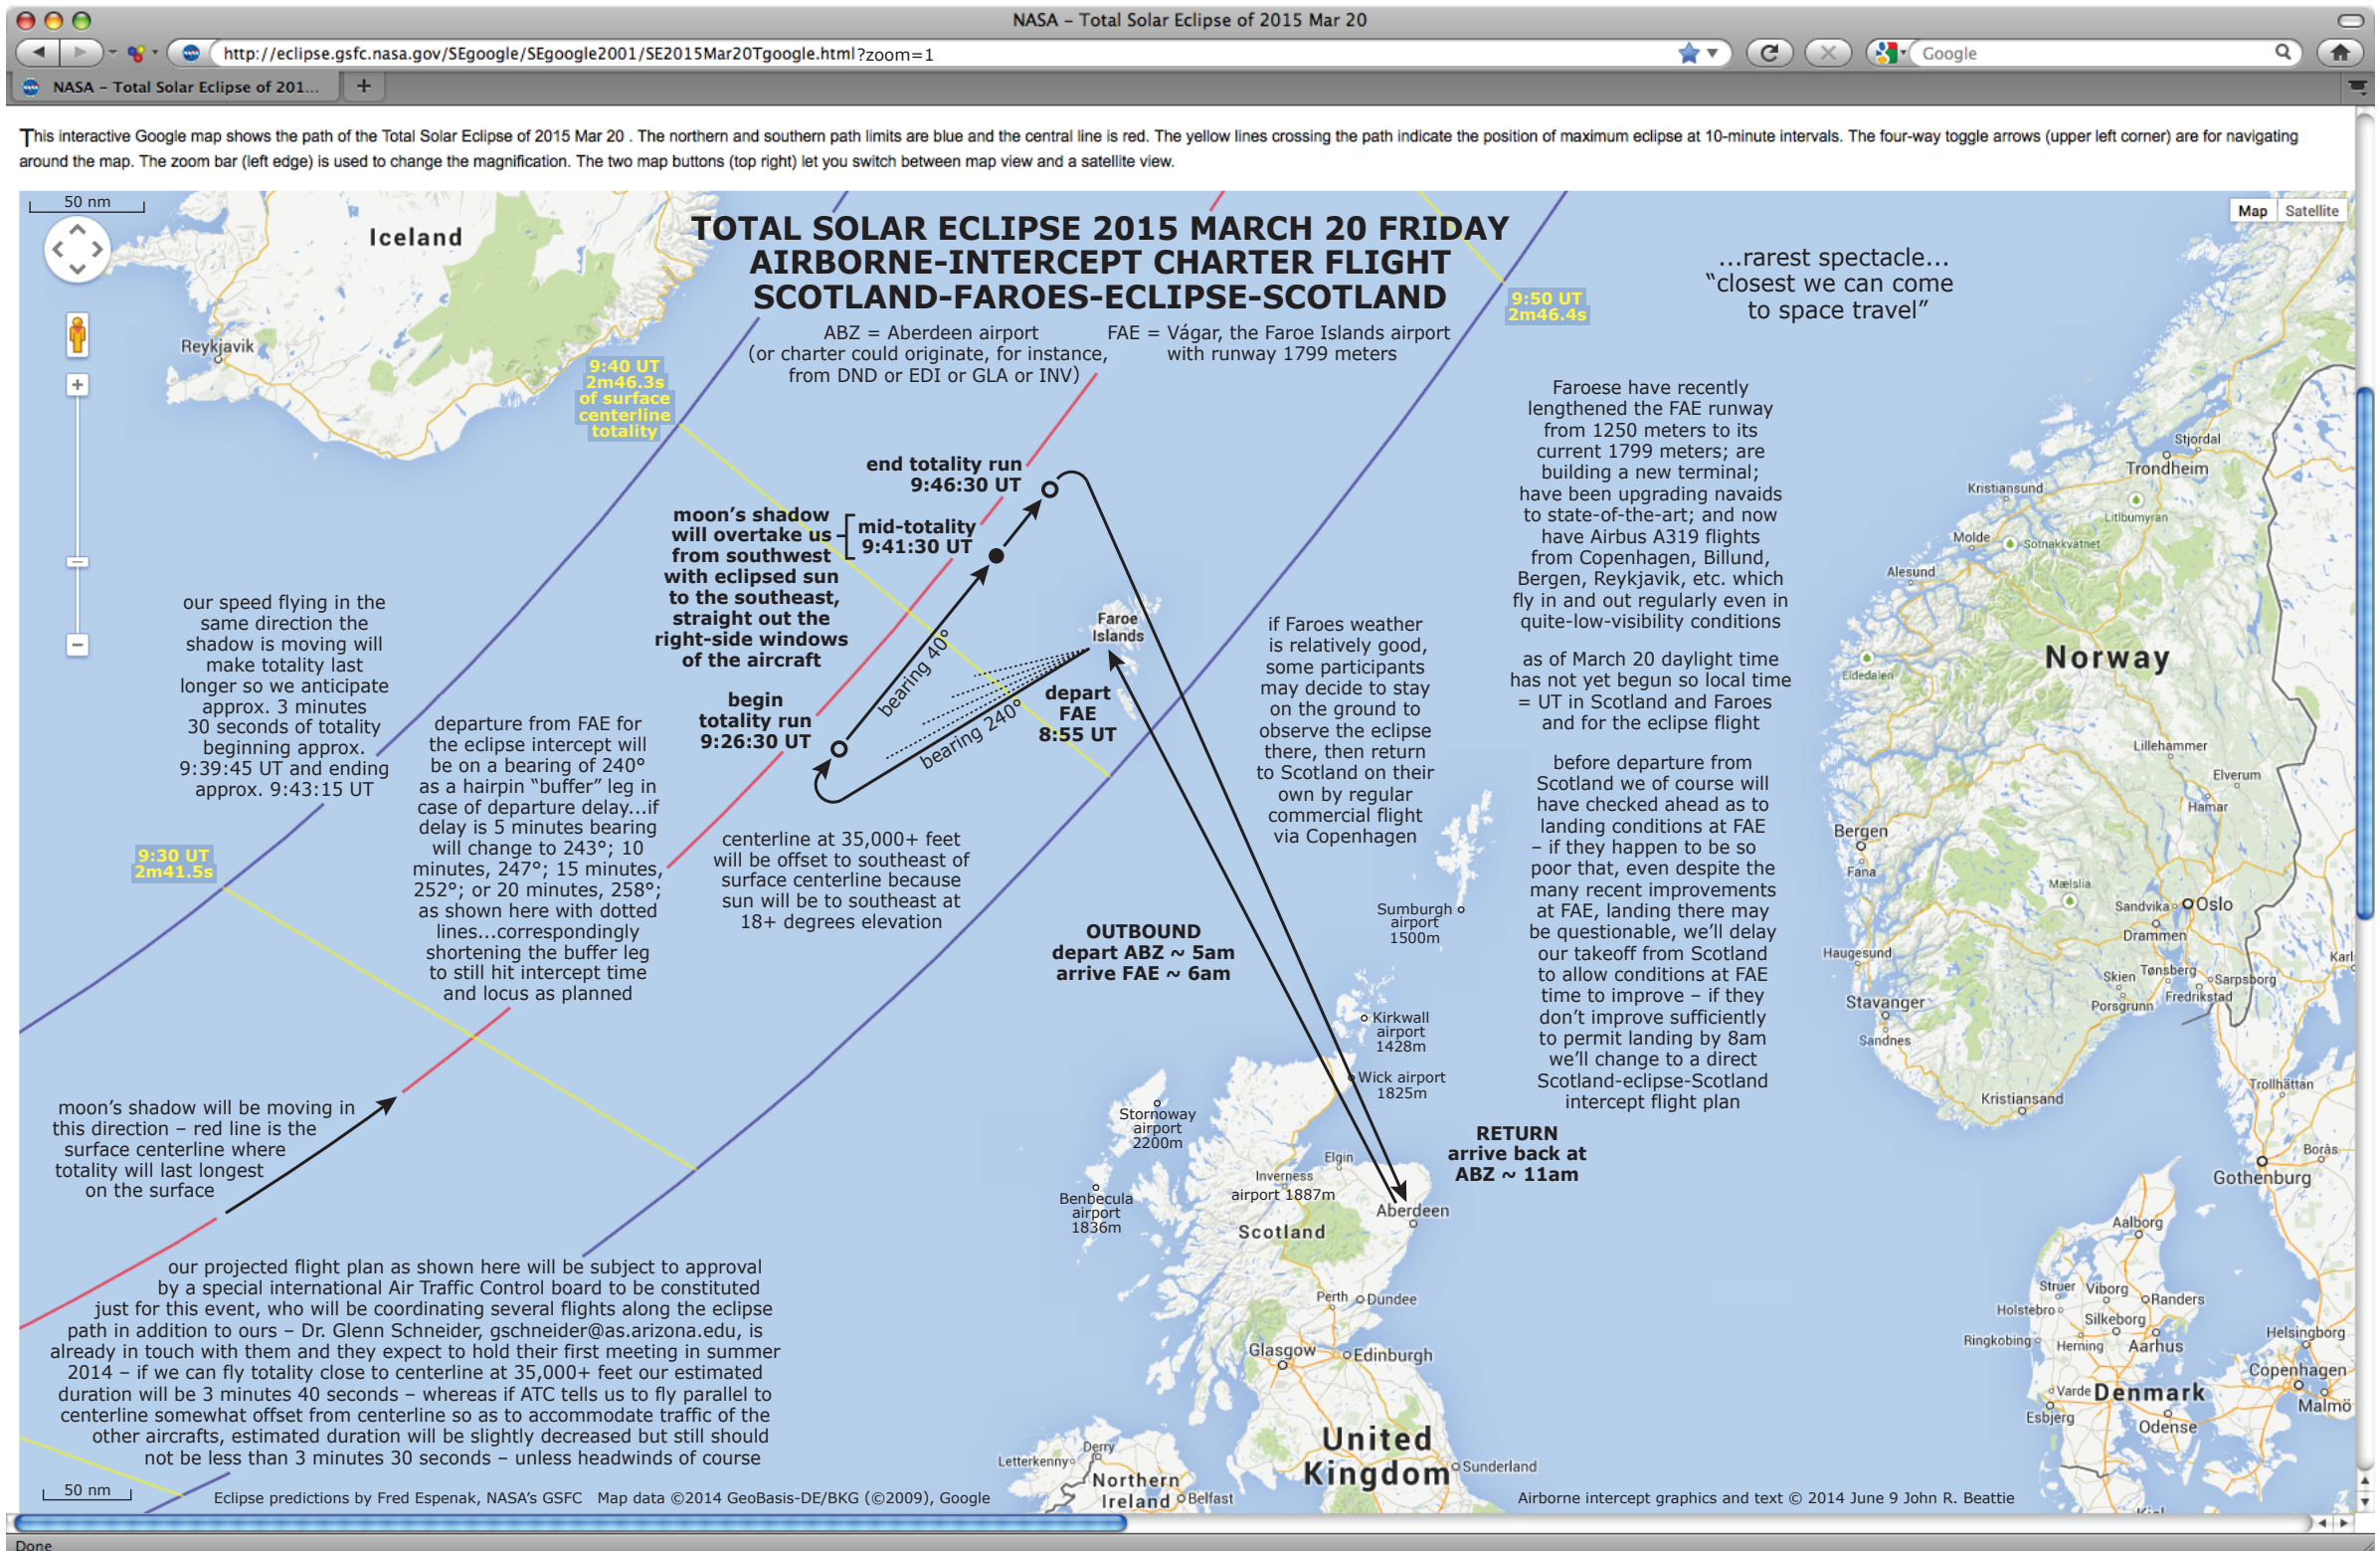 NASA – Total Solar Eclipse of 2015 Mar 20
http://eclipse.gsfc.nasa.gov/SEgoogle/SEgoogle2001/SE2015Mar20Tgoogle.html?zoom=1
Google
NASA – Total Solar Eclipse of 201...
This interactive Google map shows the path of the Total Solar Eclipse of 2015 Mar 20 . The northern and southern path limits are blue and the central line is red. The yellow lines crossing the path indicate the position of maximum eclipse at 10-minute intervals. The four-way toggle arrows (upper left corner) are for navigating
around the map. The zoom bar (left edge) is used to change the magnification. The two map buttons (top right) let you switch between map view and a satellite view.
50 nm
Map
Satellite
TOTAL SOLAR ECLIPSE 2015 MARCH 20 FRIDAY
AIRBORNE-INTERCEPT CHARTER FLIGHT
SCOTLAND-FAROES-ECLIPSE-SCOTLAND
ABZ = Aberdeen airport
(or charter could originate, for instance,
from DND or EDI or GLA or INV)
FAE = Vágar, the Faroe Islands airport
with runway 1799 meters
...rarest spectacle...
“closest we can come
to space travel”
Iceland
Reykjavik
9:40 UT
2m46.3s
of surface
centerline
totality
9:50 UT
2m46.4s
Faroese have recently
lengthened the FAE runway
from 1250 meters to its
current 1799 meters; are
building a new terminal;
have been upgrading navaids
to state-of-the-art; and now
have Airbus A319 flights
from Copenhagen, Billund,
Bergen, Reykjavik, etc. which
fly in and out regularly even in
quite-low-visibility conditions
as of March 20 daylight time
has not yet begun so local time
= UT in Scotland and Faroes
and for the eclipse flight
before departure from
Scotland we of course will
have checked ahead as to
landing conditions at FAE
– if they happen to be so
poor that, even despite the
many recent improvements
at FAE, landing there may
be questionable, we’ll delay
our takeoff from Scotland
to allow conditions at FAE
time to improve – if they
don’t improve sufficiently
to permit landing by 8am
we’ll change to a direct
Scotland-eclipse-Scotland
intercept flight plan
end totality run
9:46:30 UT
mid-totality
9:41:30 UT
moon’s shadow
will overtake us
from southwest
with eclipsed sun
to the southeast,
straight out the
right-side windows
of the aircraft
begin
totality run
9:26:30 UT
bearing 40°
bearing 240°
Faroe
Islands
depart
FAE
8:55 UT
if Faroes weather
is relatively good,
some participants
may decide to stay
on the ground to
observe the eclipse
there, then return
to Scotland on their
own by regular
commercial flight
via Copenhagen
our speed flying in the
same direction the
shadow is moving will
make totality last
longer so we anticipate
approx. 3 minutes
30 seconds of totality
beginning approx.
9:39:45 UT and ending
approx. 9:43:15 UT
departure from FAE for
the eclipse intercept will
be on a bearing of 240°
as a hairpin “buffer” leg in
case of departure delay...if
delay is 5 minutes bearing
will change to 243°; 10
minutes, 247°; 15 minutes,
252°; or 20 minutes, 258°;
as shown here with dotted
lines...correspondingly
shortening the buffer leg
to still hit intercept time
and locus as planned
centerline at 35,000+ feet
will be offset to southeast of
surface centerline because
sun will be to southeast at
18+ degrees elevation
9:30 UT
2m41.5s
OUTBOUND
depart ABZ ~ 5am
arrive FAE ~ 6am
RETURN
arrive back at
ABZ ~ 11am
moon’s shadow will be moving in
this direction – red line is the
surface centerline where
totality will last longest
on the surface
our projected flight plan as shown here will be subject to approval
by a special international Air Traffic Control board to be constituted
just for this event, who will be coordinating several flights along the eclipse
path in addition to ours – Dr. Glenn Schneider, gschneider@as.arizona.edu, is
already in touch with them and they expect to hold their first meeting in summer
2014 – if we can fly totality close to centerline at 35,000+ feet our estimated
duration will be 3 minutes 40 seconds – whereas if ATC tells us to fly parallel to
centerline somewhat offset from centerline so as to accommodate traffic of the
other aircrafts, estimated duration will be slightly decreased but still should
not be less than 3 minutes 30 seconds – unless headwinds of course
Sumburgh
airport
1500m
Kirkwall
airport
1428m
Wick airport
1825m
Stornoway
airport
2200m
Benbecula
airport
1836m
Elgin
Inverness
airport 1887m
Aberdeen
Scotland
Perth
Dundee
Glasgow
Edinburgh
United
Kingdom
Sunderland
Derry
Letterkenny
Northern
Ireland
Belfast
Stjordal
Trondheim
Kristiansund
Litlbumyran
Molde
Sotnakkvatnet
Alesund
Norway
Eldedalen
Lillehammer
Elverum
Hamar
Bergen
Fana
Mælslia
Sandvika
Oslo
Drammen
Haugesund
Karl
Skien
Tønsberg
Sarpsborg
Fredrikstad
Porsgrunn
Stavanger
Sandnes
Trollhättan
Kristiansand
Borås
Gothenburg
Aalborg
Struer
Viborg
Randers
Holstebro
Silkeborg
Ringkobing
Herning
Aarhus
Helsingborg
Copenhagen
Varde
Denmark
Malmö
Esbjerg
Odense
Kiel
50 nm
Eclipse predictions by Fred Espenak, NASA’s GSFC
Map data ©2014 GeoBasis-DE/BKG (©2009), Google
Airborne intercept graphics and text © 2014 June 9 John R. Beattie
Done